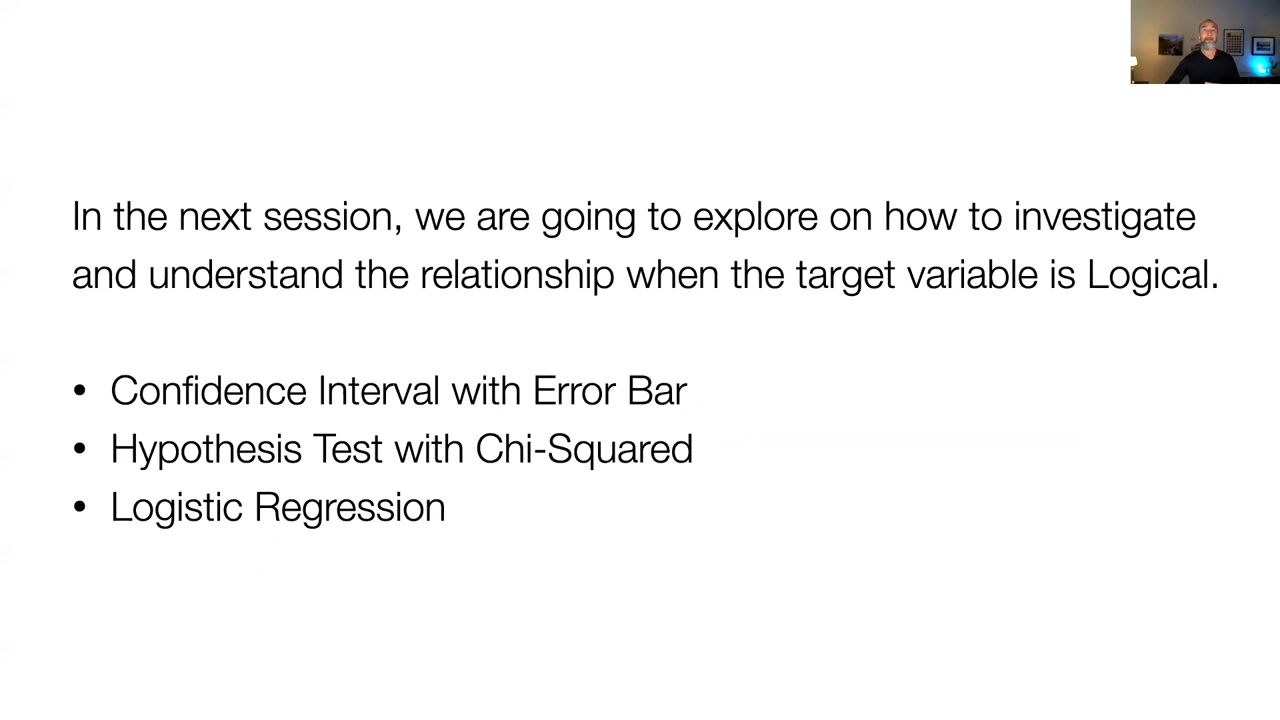 In the next session, we are going to explore on how to investigate
and understand the relationship when the target variable is Logical.
• Confidence Interval with Error Bar
• Hypothesis Test with Chi-Squared
• Logistic Regression